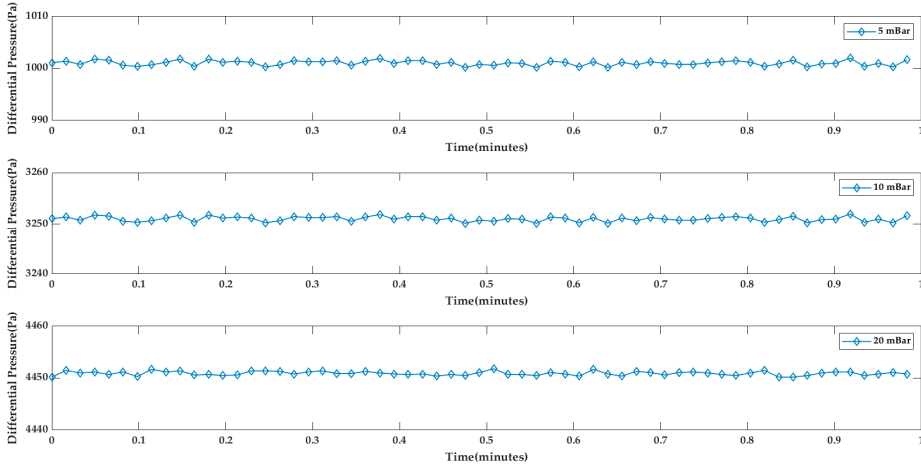 1010
5 mBar
1000
990
Differential Pressure(Pa)
0 0.1 0.2 0.3 0.4 0.5 0.6 0.7 0.8 0.9 1
Time(minutes)
3260
10 mBar
3250
3240
Differential Pressure(Pa)
0 0.1 0.2 0.3 0.4 0.5 0.6 0.7 0.8 0.9 1
Time(minutes)
4460
20 mBar
4450
4440
Differential Pressure(Pa)
0 0.1 0.2 0.3 0.4 0.5 0.6 0.7 0.8 0.9 1
Time(minutes)